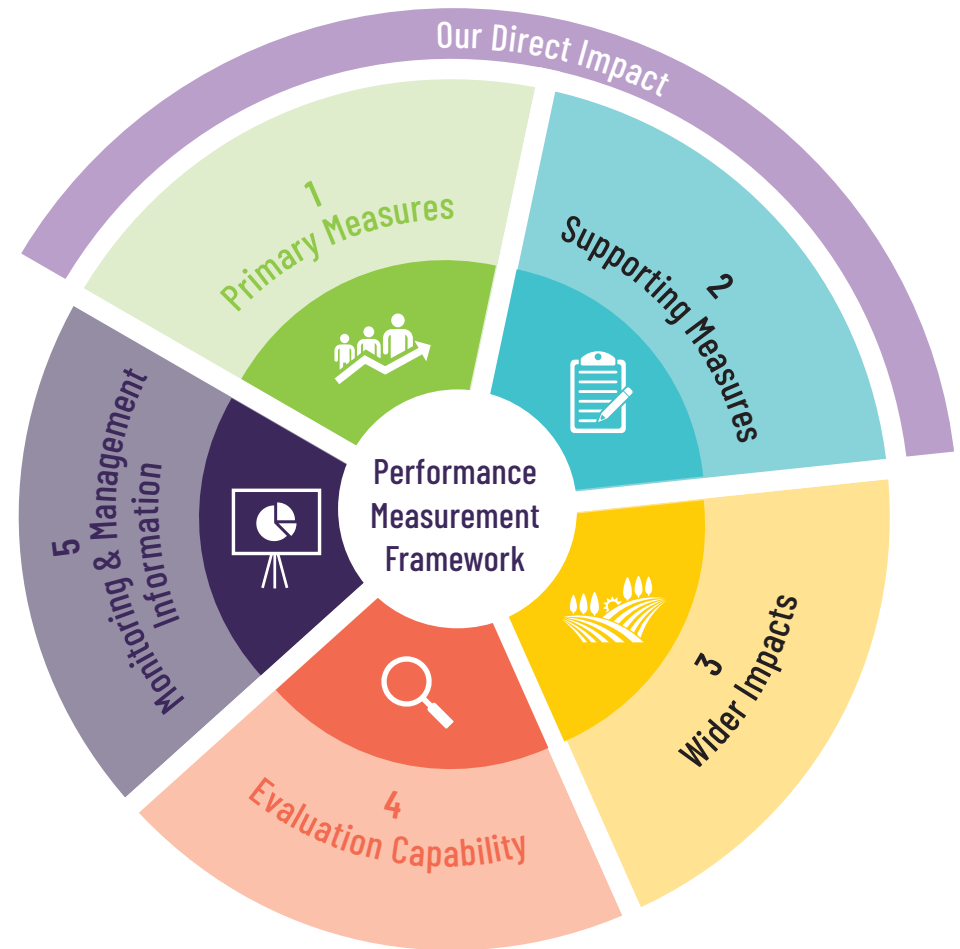 Our Direct Impact
1
Primary Measures
2
Supporting Measures
3
Wider Impacts
4
Evaluation Capability
5
Monitoring & Management
Information
Performance
Measurement
Framework